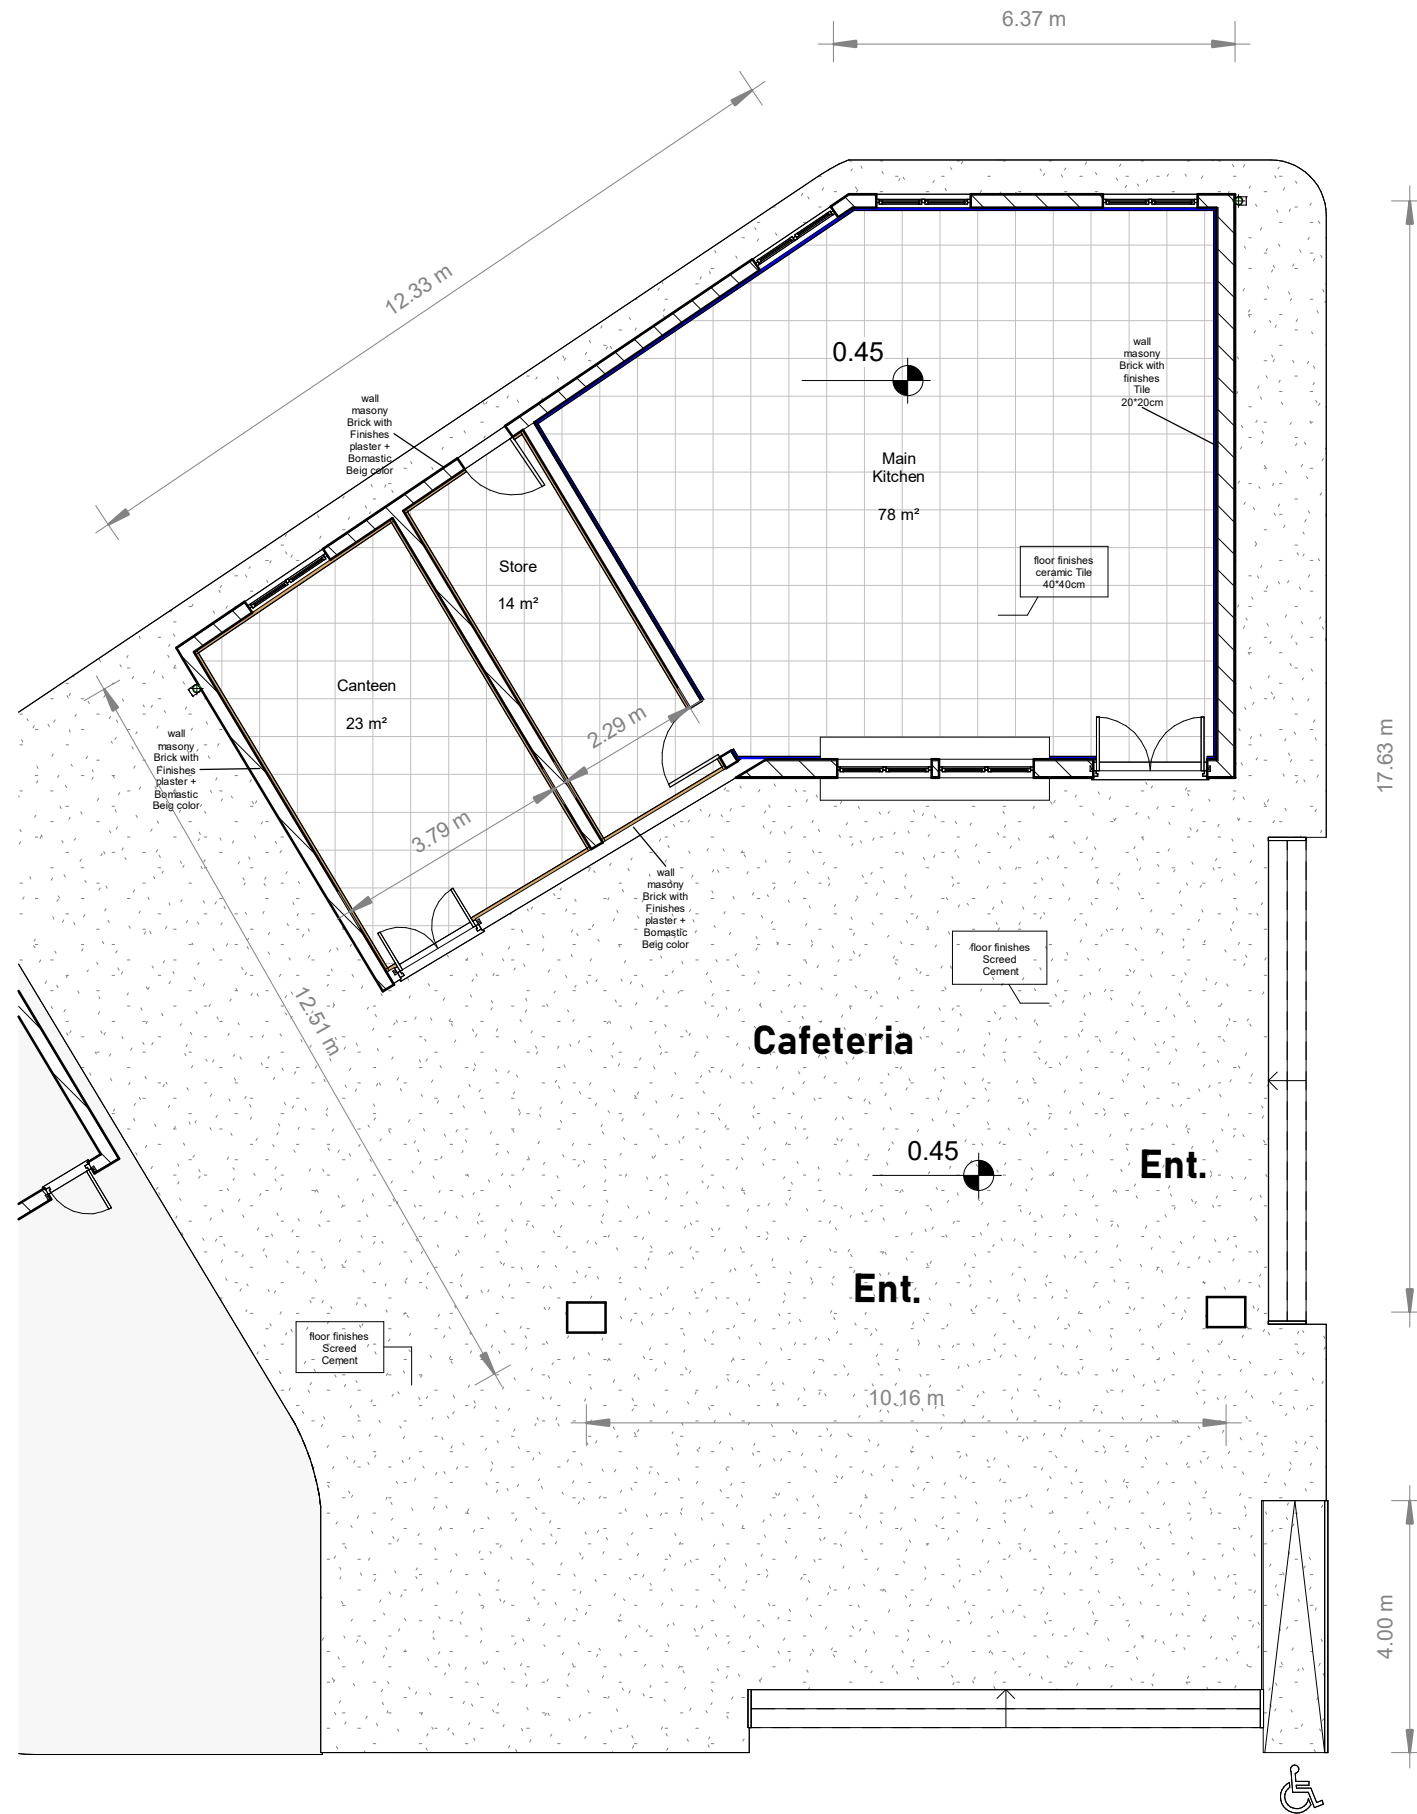 6.37 m
12.33 m
0.45
wall
masony
Brick with
finishes
Tile
20*20cm
wall
masony
Brick with
Finishes
plaster +
Bomastic
Beig color
Main
Kitchen
78 m²
floor finishes
ceramic Tile
40*40cm
Store
14 m²
Canteen
23 m²
wall
masony
Brick with
Finishes
plaster +
Bomastic
Beig color
2.29 m
3.79 m
17.63 m
wall
masony
Brick with
Finishes
plaster +
Bomastic
Beig color
floor finishes
Screed
Cement
12.51 m
Cafeteria
0.45
Ent.
Ent.
floor finishes
Screed
Cement
10.16 m
4.00 m